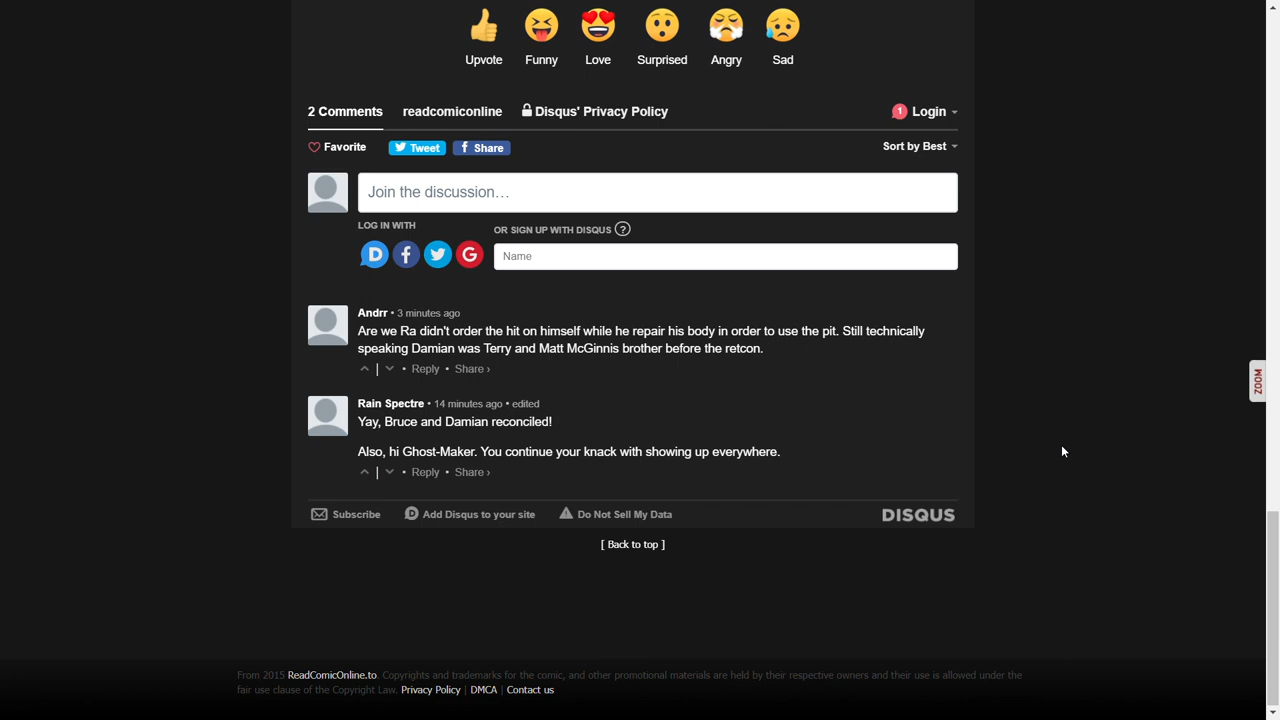 Upvote Funny Love Surprised Angry Sad
2 Comments readcomiconline Disqus' Privacy Policy 1 Login
Favorite Tweet Share Sort by Best
Join the discussion…
LOG IN WITH
OR SIGN UP WITH DISQUS ?
Name
Andrr • 3 minutes ago
Are we Ra didn't order the hit on himself while he repair his body in order to use the pit. Still technically
speaking Damian was Terry and Matt McGinnis brother before the retcon.
• Reply • Share ›
Rain Spectre • 14 minutes ago • edited
Yay, Bruce and Damian reconciled!
Also, hi Ghost-Maker. You continue your knack with showing up everywhere.
• Reply • Share ›
Subscribe Add Disqus to your site Do Not Sell My Data DISQUS
[ Back to top ]
ZOOM
From 2015 ReadComicOnline.to. Copyrights and trademarks for the comic, and other promotional materials are held by their respective owners and their use is allowed under the
fair use clause of the Copyright Law. Privacy Policy | DMCA | Contact us